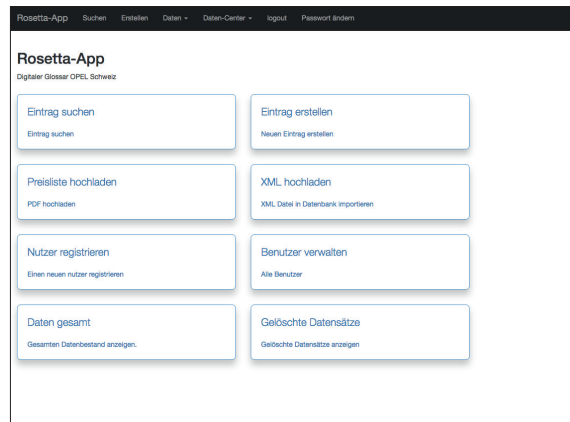 Rosetta-App Suchen Erstellen Daten Daten-Center logout Passwort ändern
Rosetta-App
Digitaler Glossar OPEL Schweiz
Eintrag suchen
Eintrag suchen
Eintrag erstellen
Neuen Eintrag erstellen
Preisliste hochladen
PDF hochladen
XML hochladen
XML Datei in Datenbank importieren
Nutzer registrieren
Einen neuen nutzer registrieren
Benutzer verwalten
Alle Benutzer
Daten gesamt
Gesamten Datenbestand anzeigen.
Gelöschte Datensätze
Gelöschte Datensätze anzeigen